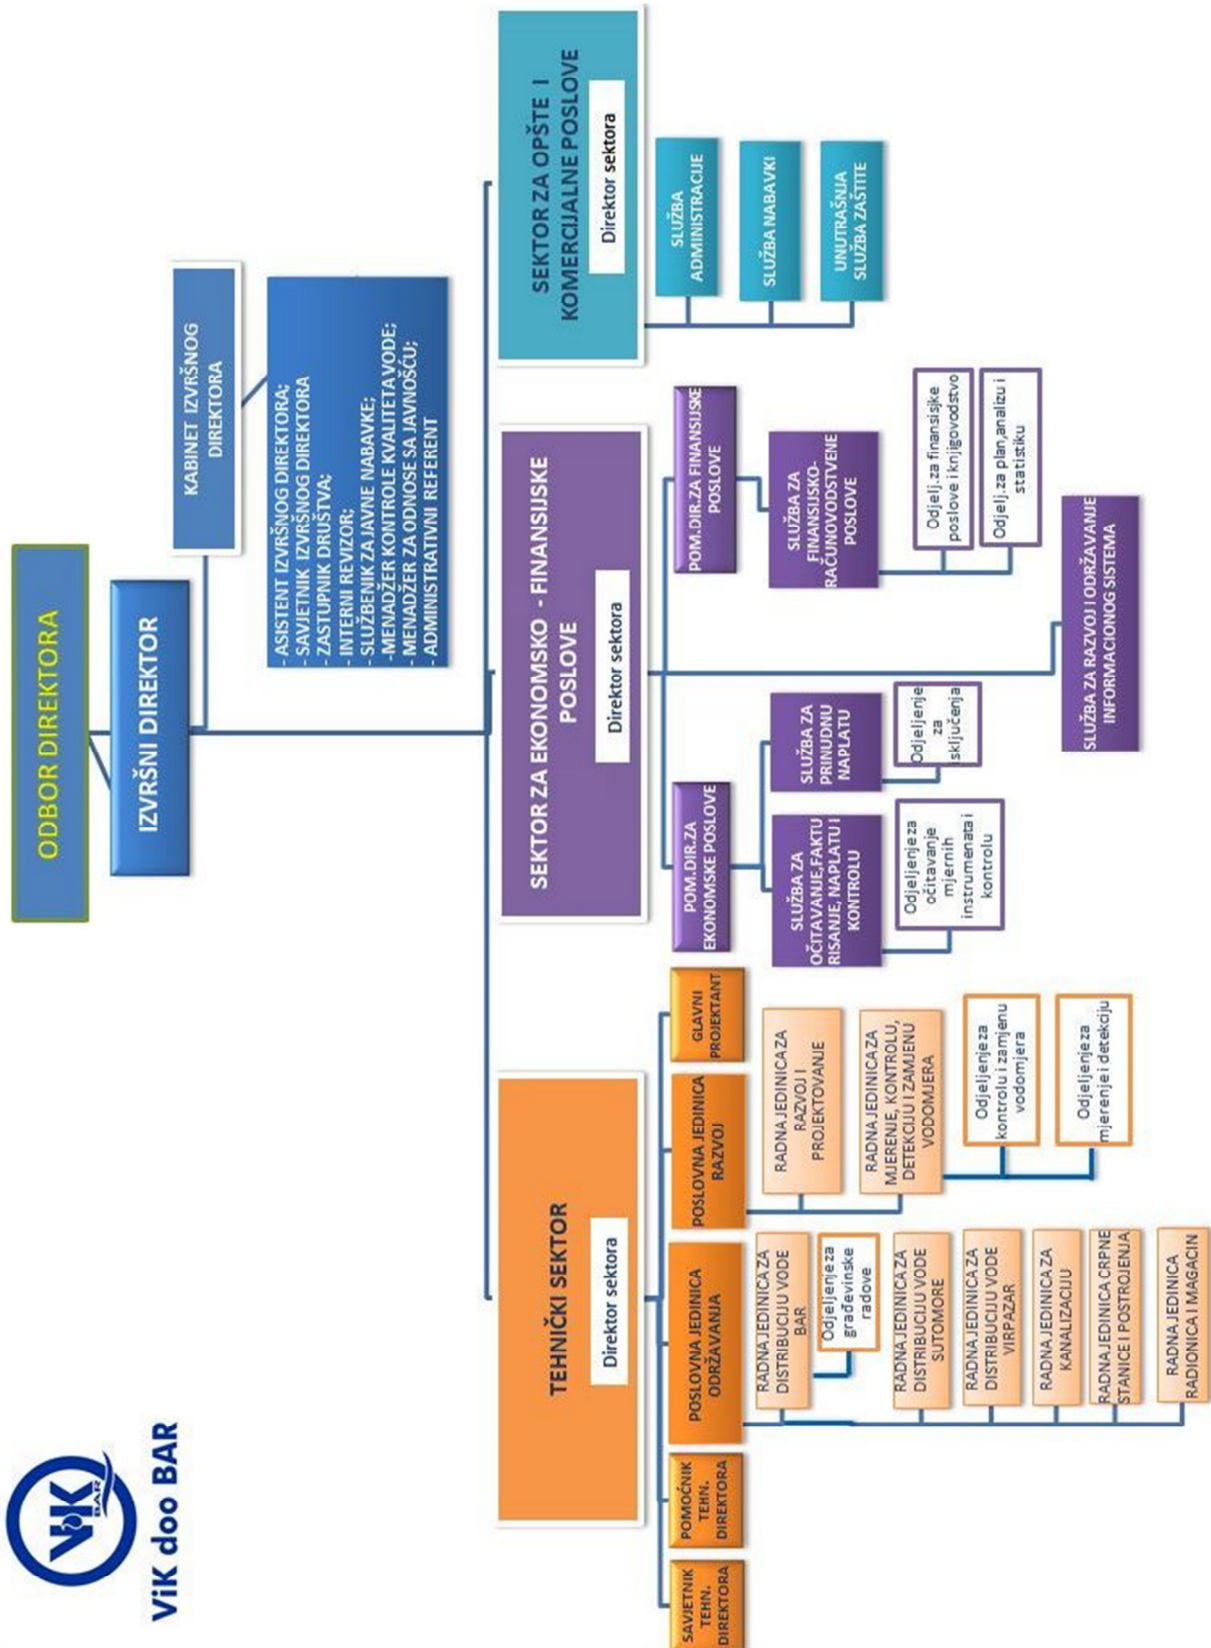 ViK
BAR
ViK doo BAR
ODBOR DIREKTORA
IZVRŠNI DIREKTOR
KABINET IZVRŠNOG
DIREKTORA
- ASISTENT IZVRŠNOG DIREKTORA;
- SAVJETNIK IZVRŠNOG DIREKTORA
- ZASTUPNIK DRUŠTVA;
- INTERNI REVIZOR;
- SLUŽBENIK ZA JAVNE NABAVKE;
-MENADŽER KONTROLE KVALITETA VODE;
- MENADŽER ZA ODNOSE SA JAVNOŠĆU;
- ADMINISTRATIVNI REFERENT
TEHNIČKI SEKTOR
Direktor sektora
SAVJETNIK
TEHN.
DIREKTORA
POMOĆNIK
TEHN.
DIREKTORA
POSLOVNA JEDINICA
ODRŽAVANJA
RADNA JEDINICA ZA
DISTRIBUCIJU VODE
BAR
Odjeljenje za
građevinske
radove
RADNA JEDINICA ZA
DISTRIBUCIJU VODE
SUTOMORE
RADNA JEDINICA ZA
DISTRIBUCIJU VODE
VIRPAZAR
RADNA JEDINICA ZA
KANALIZACIJU
RADNA JEDINICA CRPNE
STANICE I POSTROJENJA
RADNA JEDINICA
RADIONICA I MAGACIN
POSLOVNA JEDINICA
RAZVOJ
RADNA JEDINICA ZA
RAZVOJ I
PROJEKTOVANJE
RADNA JEDINICA ZA
MJERENJE, KONTROLU,
DETEKCIJU I ZAMJENU
VODOMJERA
Odjeljenje za
kontrolu i zamjenu
vodomjera
Odjeljenje za
mjerenje i detekciju
GLAVNI
PROJEKTANT
SEKTOR ZA EKONOMSKO - FINANSIJSKE
POSLOVE
Direktor sektora
POM.DIR.ZA
EKONOMSKE POSLOVE
SLUŽBA ZA
OČITAVANJE,FAKTU
RISANJE, NAPLATU I
KONTROLU
Odjeljenje za
očitavanje
mjernih
instrumenata i
kontrolu
SLUŽBA ZA
PRINUDNU
NAPLATU
Odjeljenje
za
isključenja
POM.DIR.ZA FINANSIJSKE
POSLOVE
SLUŽBA ZA
FINANSIJSKO-
RAČUNOVODSTVENE
POSLOVE
Odjelj.za finansisjke
poslove i knjigovodstvo
Odjelj.za plan,analizu i
statistiku
SLUŽBA ZA RAZVOJ I ODRŽAVANJE
INFORMACIONOG SISTEMA
SEKTOR ZA OPŠTE I
KOMERCIJALNE POSLOVE
Direktor sektora
SLUŽBA
ADMINISTRACIJE
SLUŽBA NABAVKI
UNUTRAŠNJA
SLUŽBA ZAŠTITE